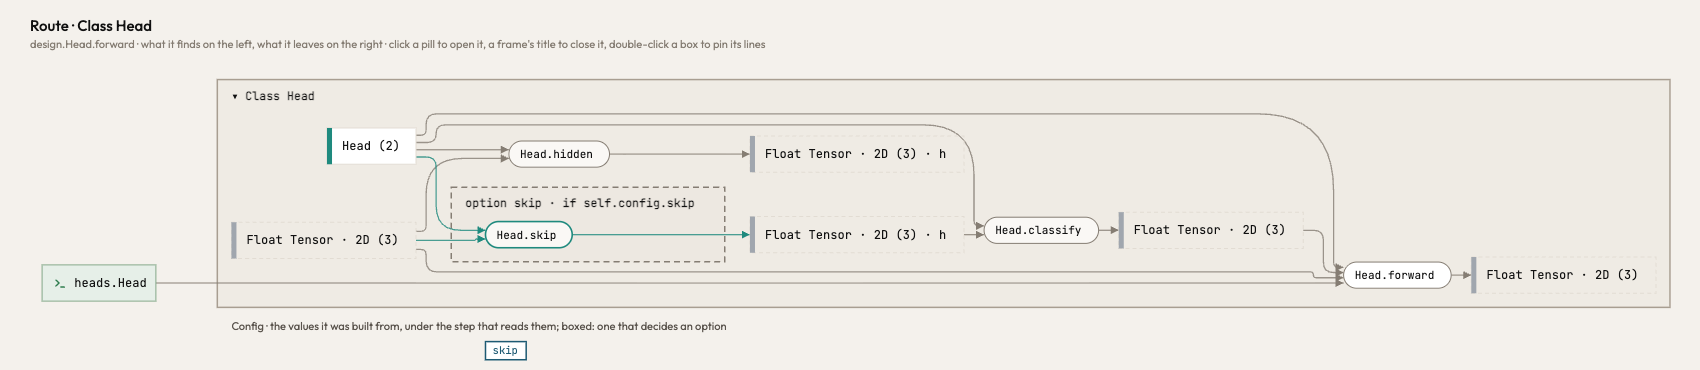 Route · Class Head
design.Head.forward · what it finds on the left, what it leaves on the right · click a pill to open it, a frame's title to close it, double-click a box to pin its lines
▾ Class Head
Head (2)
Head.hidden
Float Tensor · 2D (3) · h
option skip · if self.config.skip
Float Tensor · 2D (3)
Head.skip
Float Tensor · 2D (3) · h
Head.classify
Float Tensor · 2D (3)
>_ heads.Head
Head.forward
Float Tensor · 2D (3)
Config · the values it was built from, under the step that reads them; boxed: one that decides an option
skip